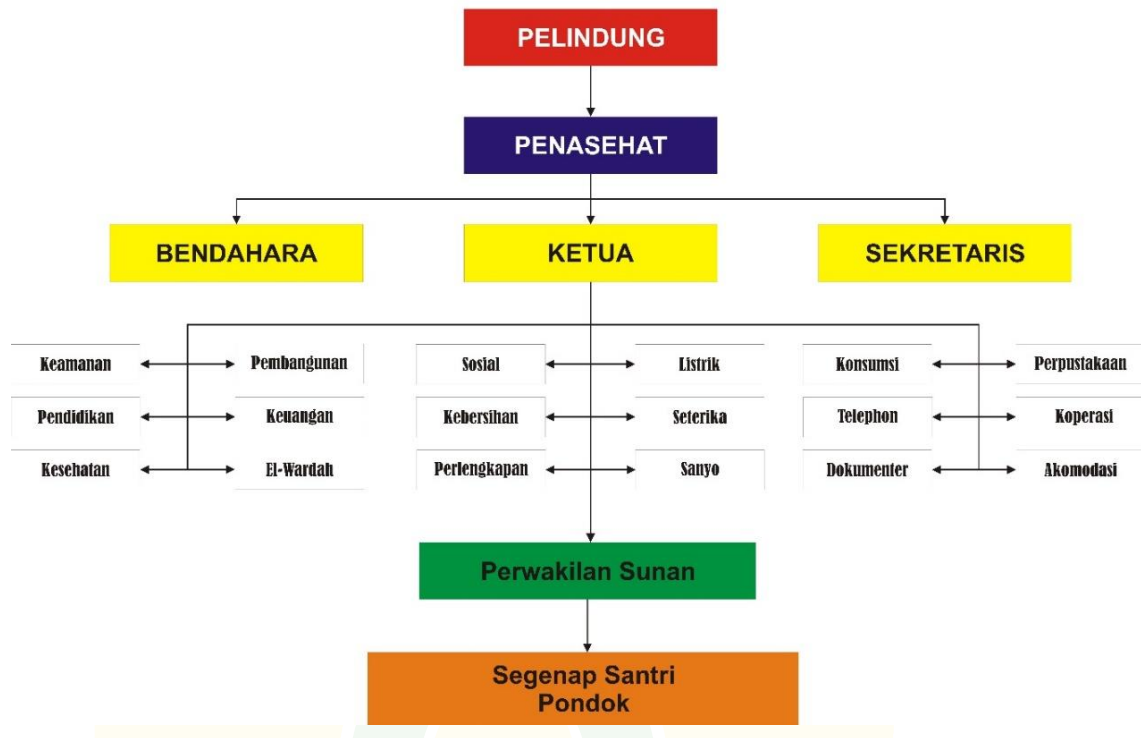 PELINDUNG
PENASEHAT
BENDAHARA
KETUA
SEKRETARIS
Keamanan
Pembangunan
Sosial
Listrik
Konsumsi
Perpustakaan
Pendidikan
Keuangan
Kebersihan
Seterika
Telephon
Koperasi
Kesehatan
El-Wardah
Perlengkapan
Sanyo
Dokumenter
Akomodasi
Perwakilan Sunan
Segenap Santri
Pondok